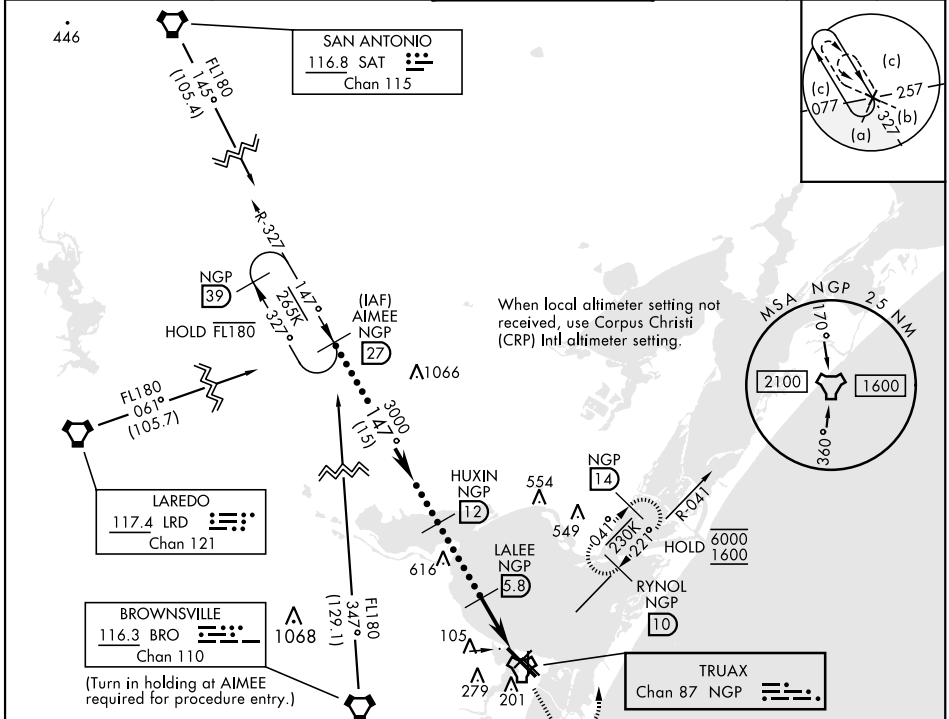 446
SAN ANTONIO
116.8 SAT
Chan 115
FL180
145°
(105.4)
(c)
(c)
077
257
(b)
327
(a)
R-327
NGP
39
147°
265K
327°
HOLD FL180
(IAF)
AIMEE
NGP
27
When local altimeter setting not
received, use Corpus Christi
(CRP) Intl altimeter setting.
MSA NGP 25 NM
170°
2100
1600
360°
1066
FL180
061°
(105.7)
3000
147°
(15)
LAREDO
117.4 LRD
Chan 121
HUXIN
NGP
12
554
549
NGP
14
R-041
041°
230K
221°
HOLD 6000
1600
616
LALEE
NGP
5.8
RYNOL
NGP
10
BROWNSVILLE
116.3 BRO
Chan 110
(Turn in holding at AIMEE
required for procedure entry.)
1068
FL180
347°
(129.1)
105
279
201
TRUAX
Chan 87 NGP